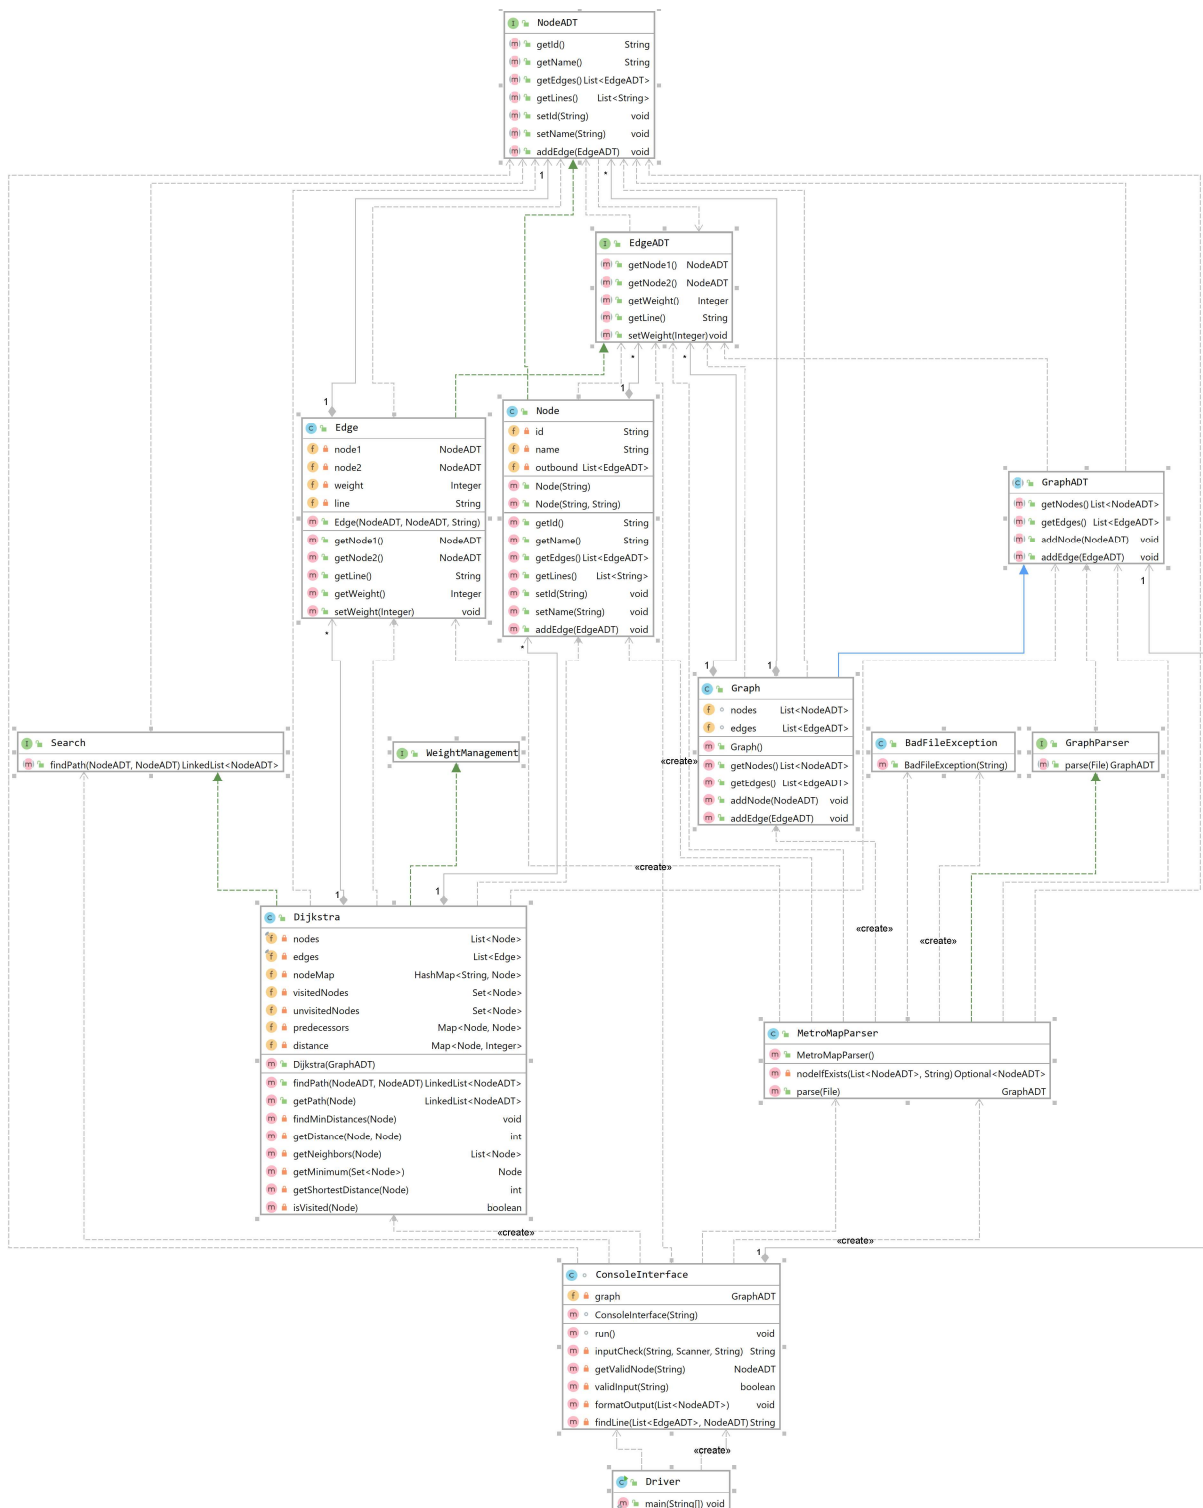 NodeADT
getId() String
getName() String
getEdges() List<EdgeADT>
getLines() List<String>
setId(String) void
setName(String) void
addEdge(EdgeADT) void
1
*
EdgeADT
getNode1() NodeADT
getNode2() NodeADT
getWeight() Integer
getLine() String
setWeight(Integer) void
*
*
1
1
Edge
node1 NodeADT
node2 NodeADT
weight Integer
line String
Edge(NodeADT, NodeADT, String)
getNode1() NodeADT
getNode2() NodeADT
getLine() String
getWeight() Integer
setWeight(Integer) void
*
Node
id String
name String
outbound List<EdgeADT>
Node(String)
Node(String, String)
getId() String
getName() String
getEdges() List<EdgeADT>
getLines() List<String>
setId(String) void
setName(String) void
addEdge(EdgeADT) void
*
GraphADT
getNodes() List<NodeADT>
getEdges() List<EdgeADT>
addNode(NodeADT) void
addEdge(EdgeADT) void
1
1
1
Graph
nodes List<NodeADT>
edges List<EdgeADT>
Graph()
getNodes() List<NodeADT>
getEdges() List<EdgeADT>
addNode(NodeADT) void
addEdge(EdgeADT) void
Search
findPath(NodeADT, NodeADT) LinkedList<NodeADT>
WeightManagement
«create»
BadFileException
BadFileException(String)
GraphParser
parse(File) GraphADT
«create»
1
1
Dijkstra
nodes List<Node>
edges List<Edge>
nodeMap HashMap<String, Node>
visitedNodes Set<Node>
unvisitedNodes Set<Node>
predecessors Map<Node, Node>
distance Map<Node, Integer>
Dijkstra(GraphADT)
findPath(NodeADT, NodeADT) LinkedList<NodeADT>
getPath(Node) LinkedList<NodeADT>
findMinDistances(Node) void
getDistance(Node, Node) int
getNeighbors(Node) List<Node>
getMinimum(Set<Node>) Node
getShortestDistance(Node) int
isVisited(Node) boolean
«create»
«create»
MetroMapParser
MetroMapParser()
nodeIfExists(List<NodeADT>, String) Optional<NodeADT>
parse(File) GraphADT
«create»
«create»
1
ConsoleInterface
graph GraphADT
ConsoleInterface(String)
run() void
inputCheck(String, Scanner, String) String
getValidNode(String) NodeADT
validInput(String) boolean
formatOutput(List<NodeADT>) void
findLine(List<EdgeADT>, NodeADT) String
«create»
Driver
main(String[]) void